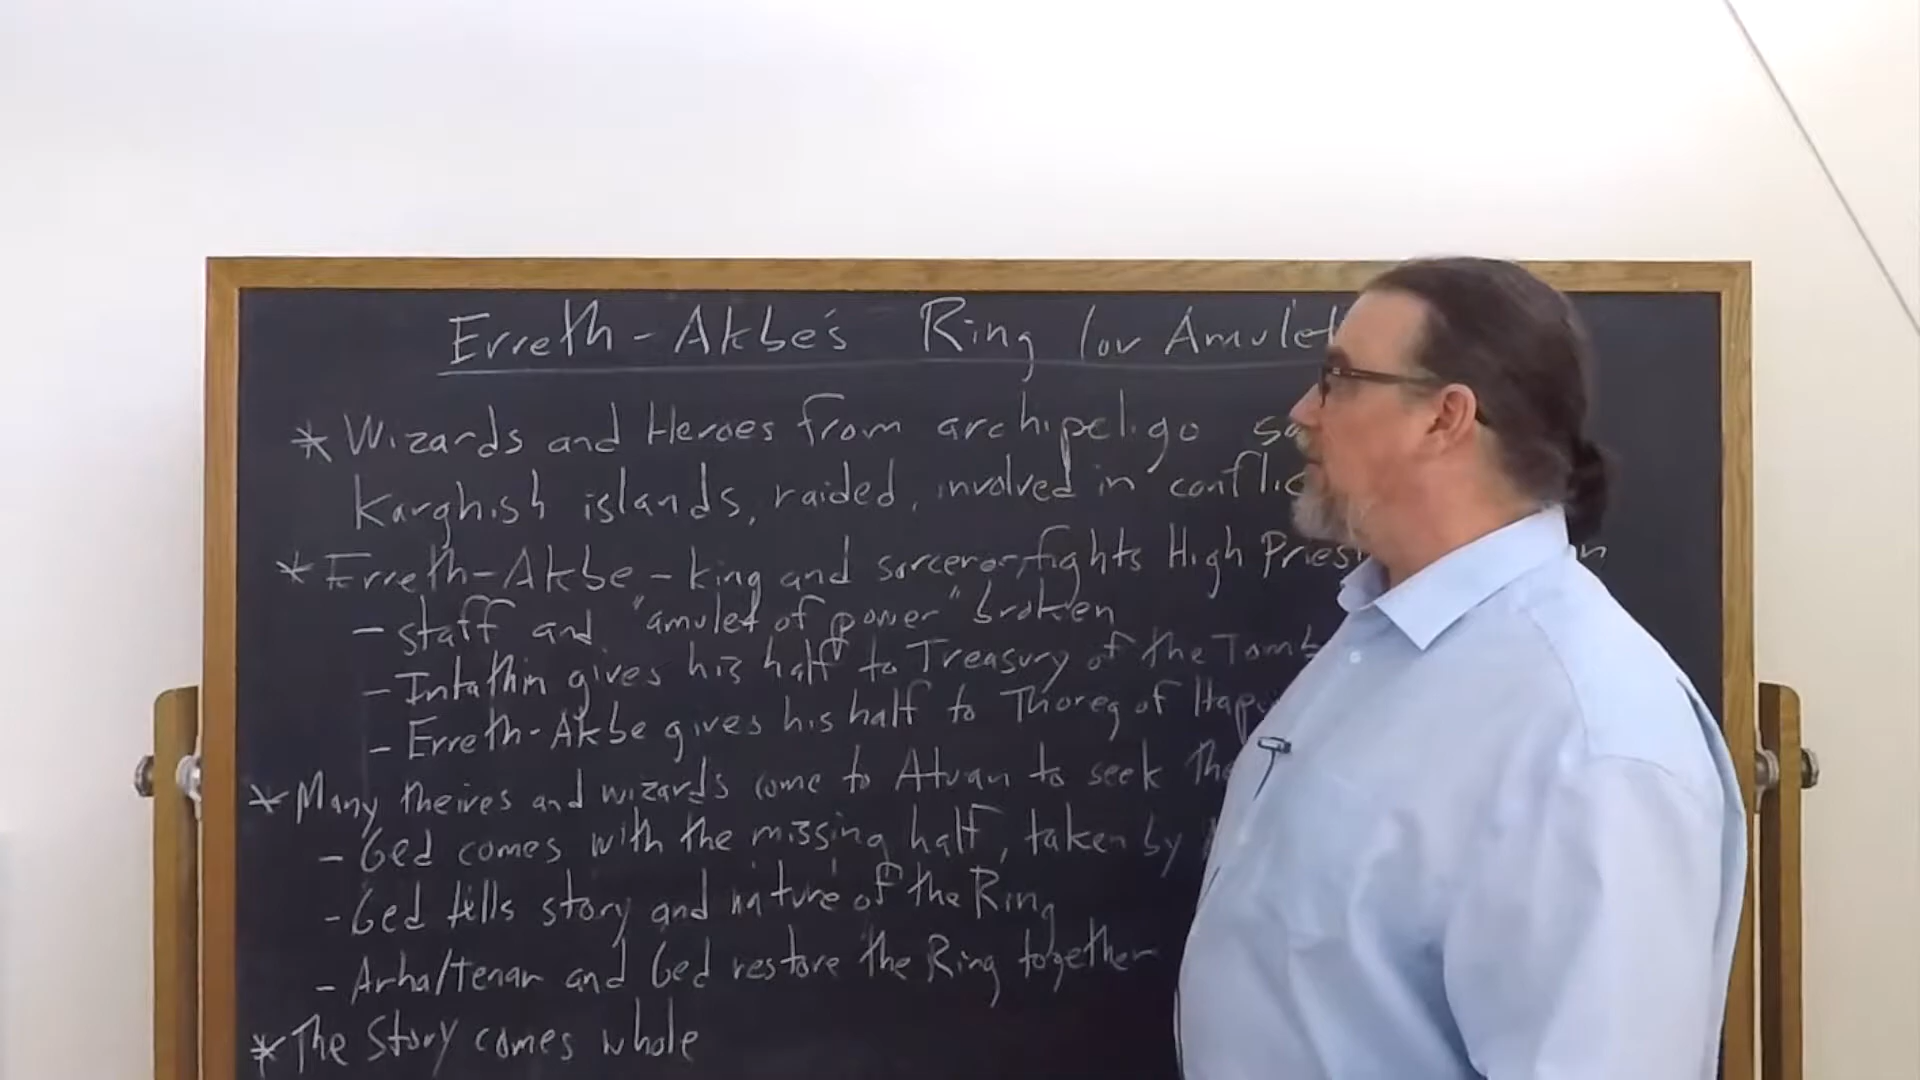 Erreth-Akbe's Ring (or Amulet
* Wizards and Heroes from archipeligo
Karghish islands, raided, involved in
* Erreth-Akbe - king and sorcerer, fights High
- staff and "amulet of power" broken
- Intathin gives his half to Treasury of the
- Erreth-Akbe gives his half to Thoreg of
* Many theives and wizards come to Atuan to seek
- Ged comes with the missing half, taken by
- Ged tells story and nature of the Ring
- Arha/Tenar and Ged restore the Ring together
* The Story comes whole